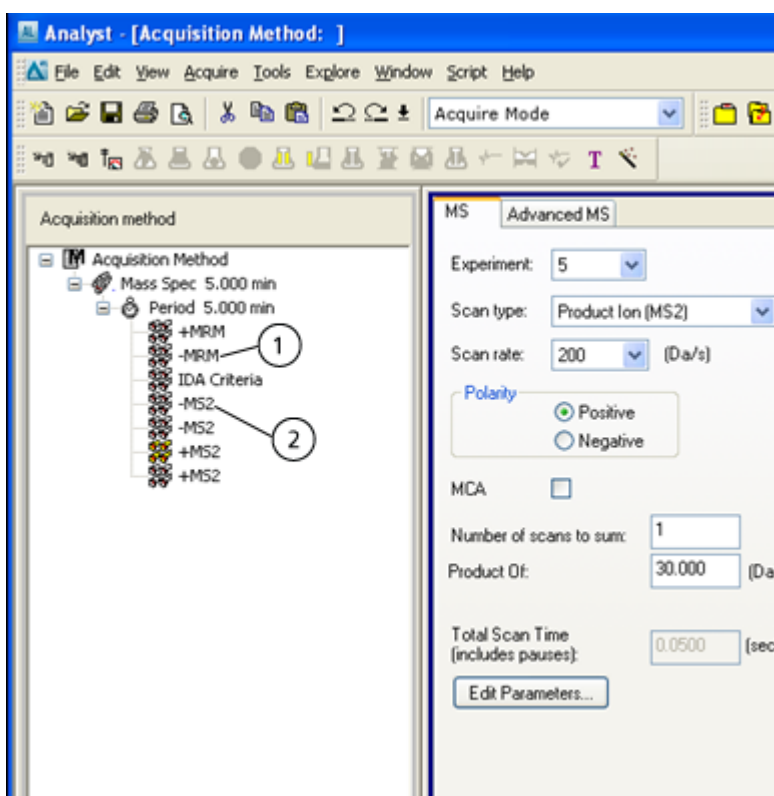 Analyst - [Acquisition Method: ]
File Edit View Acquire Tools Explore Window Script Help
Acquire Mode
T
Acquisition method
Acquisition Method
Mass Spec 5.000 min
Period 5.000 min
+MRM
-MRM
1
IDA Criteria
-MS2
-MS2
2
+MS2
+MS2
MS Advanced MS
Experiment: 5
Scan type: Product Ion (MS2)
Scan rate: 200 (Da/s)
Polarity
Positive
Negative
MCA
Number of scans to sum: 1
Product Of: 30.000 (Da
Total Scan Time
(includes pauses): 0.0500 (sec
Edit Parameters...